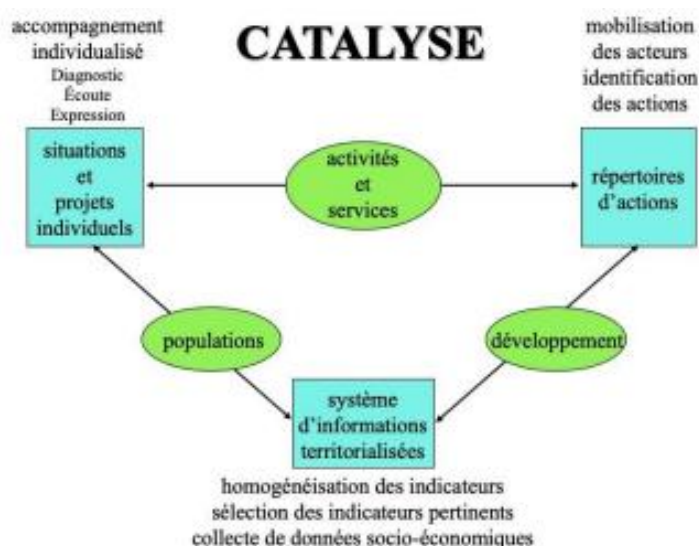 CATALYSE
accompagnement
individualisé
Diagnostic
Écoute
Expression
mobilisation
des acteurs
identification
des actions
situations
et
projets
individuels
activités
et
services
répertoires
d'actions
populations
développement
système
d'informations
territorialisées
homogénéisation des indicateurs
sélection des indicateurs pertinents
collecte de données socio-économiques